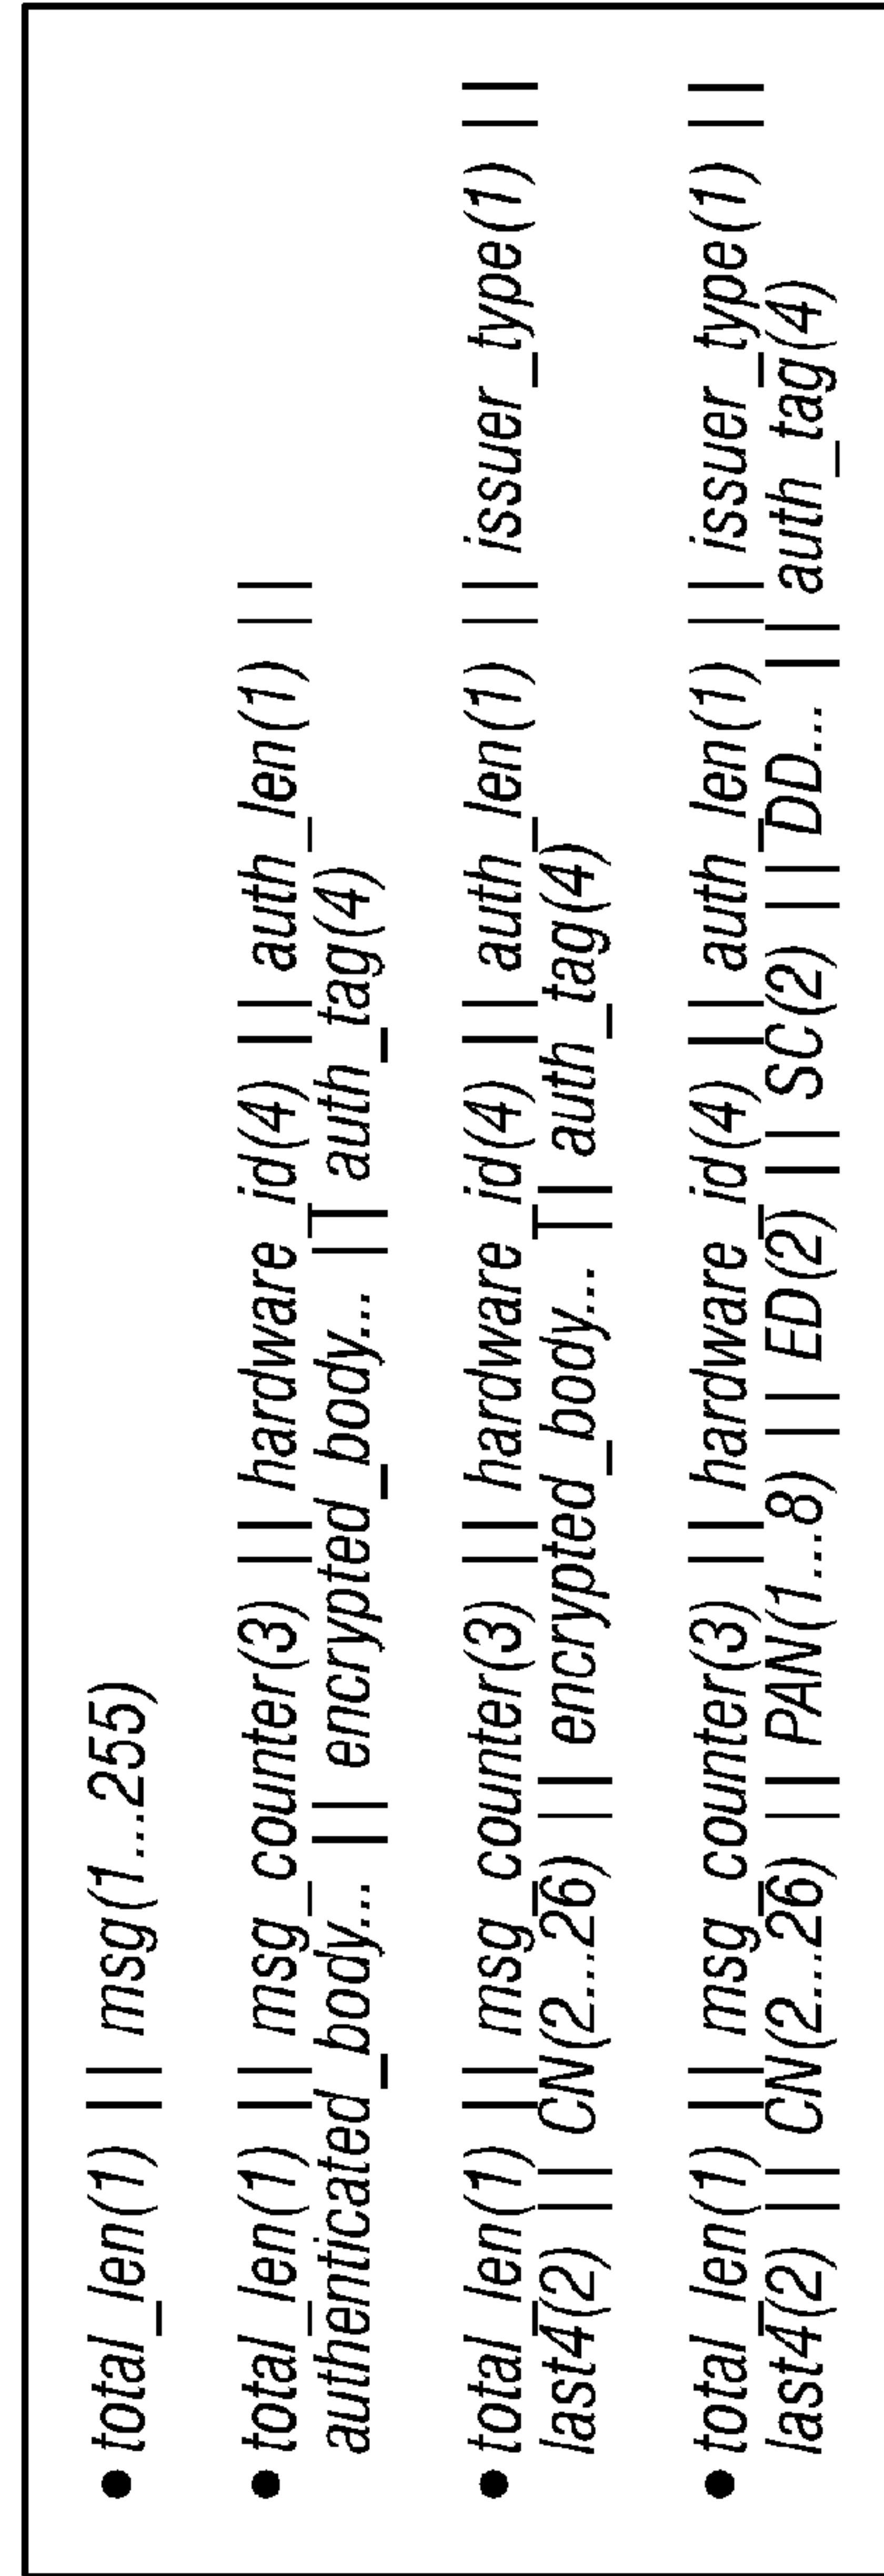 • total_len(1) || msg(1...255)
• total_len(1) || msg_counter(3) || hardware_id(4) || auth_len(1) ||
authenticated_body... || encrypted_body... || auth_tag(4)
• total_len(1) || msg_counter(3) || hardware_id(4) || auth_len(1) || issuer_type(1) ||
last4(2) || CN(2...26) || encrypted_body... || auth_tag(4)
• total_len(1) || msg_counter(3) || hardware_id(4) || auth_len(1) || issuer_type(1) ||
last4(2) || CN(2...26) || PAN(1...8) || ED(2) || SC(2) || DD... || auth_tag(4)